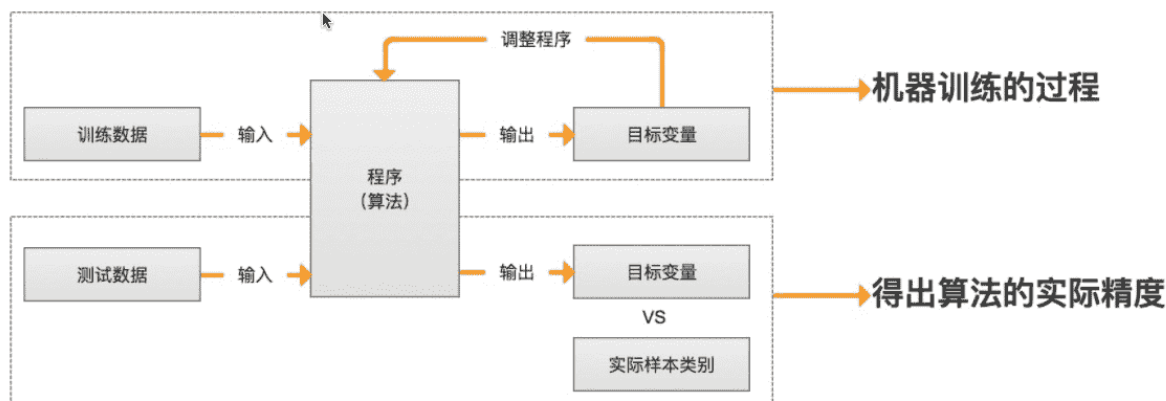 调整程序
机器训练的过程
训练数据
输入
输出
目标变量
程序
（算法）
测试数据
输入
输出
目标变量
得出算法的实际精度
VS
实际样本类别